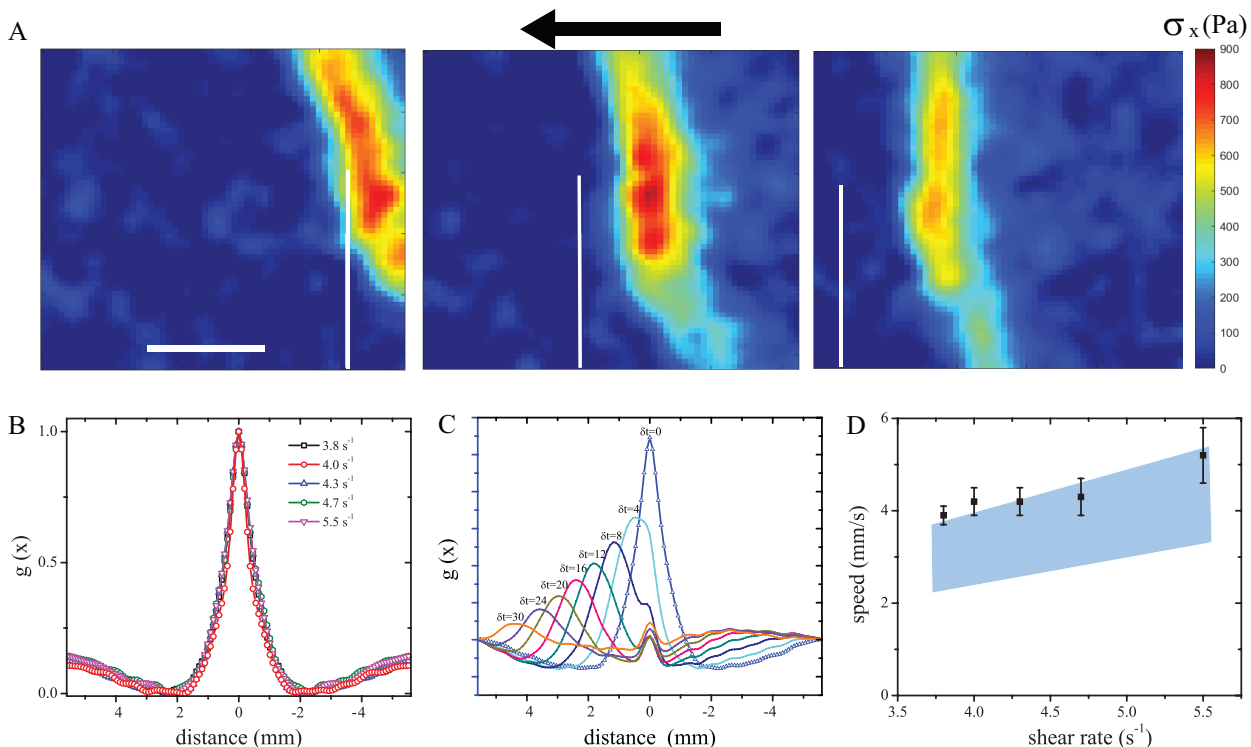 A
σ x (Pa)
900
800
700
600
500
400
300
200
100
0
B
1.0
0.5
0.0
g (x)
3.8 s⁻¹
4.0 s⁻¹
4.3 s⁻¹
4.7 s⁻¹
5.5 s⁻¹
4 2 0 -2 -4
distance (mm)
C
g (x)
δt=0
δt=4
δt=8
δt=12
δt=16
δt=20
δt=24
δt=30
4 2 0 -2 -4
distance (mm)
D
6
4
2
0
speed (mm/s)
3.5 4.0 4.5 5.0 5.5
shear rate (s⁻¹)